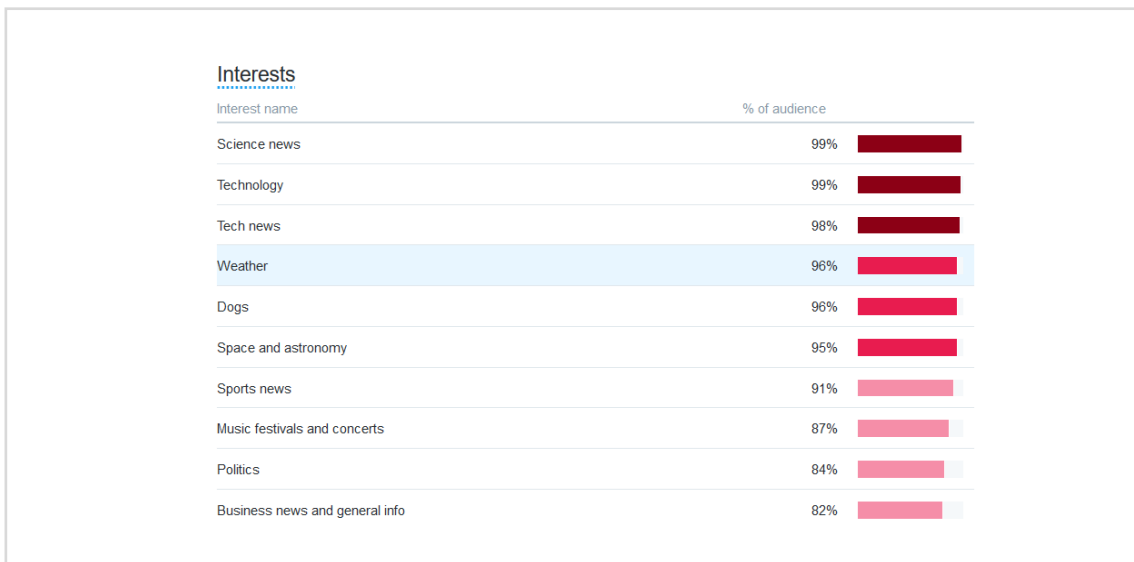 Interests
Interest name % of audience
Science news 99%
Technology 99%
Tech news 98%
Weather 96%
Dogs 96%
Space and astronomy 95%
Sports news 91%
Music festivals and concerts 87%
Politics 84%
Business news and general info 82%